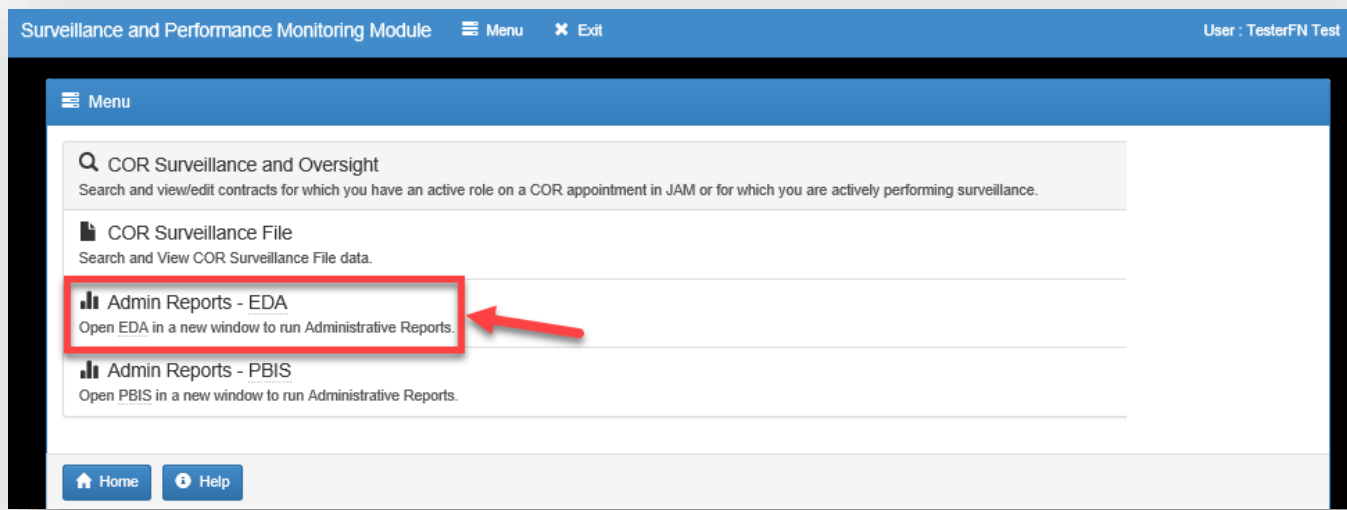 Surveillance and Performance Monitoring Module Menu Exit User : TesterFN Test
Menu
COR Surveillance and Oversight
Search and view/edit contracts for which you have an active role on a COR appointment in JAM or for which you are actively performing surveillance.
COR Surveillance File
Search and View COR Surveillance File data.
Admin Reports - EDA
Open EDA in a new window to run Administrative Reports.
Admin Reports - PBIS
Open PBIS in a new window to run Administrative Reports.
Home Help